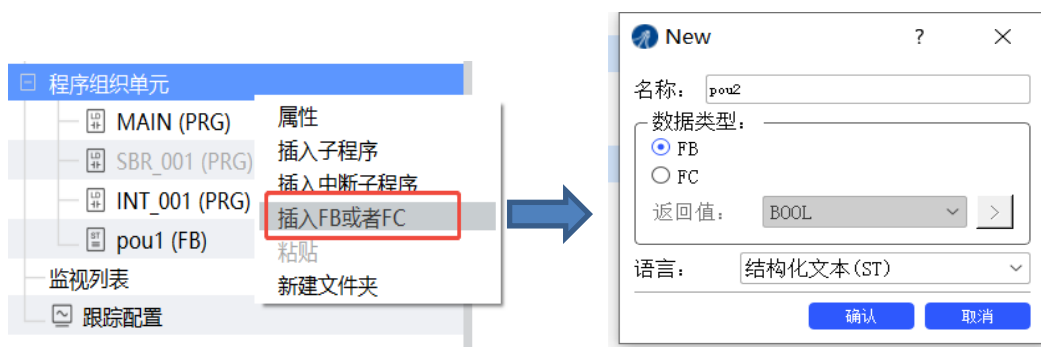 程序组织单元
MAIN (PRG)
SBR_001 (PRG)
INT_001 (PRG)
pou1 (FB)
监视列表
跟踪配置
属性
插入子程序
插入中断子程序
插入FB或者FC
粘贴
新建文件夹
New ? ×
名称： pou2
数据类型：
FB
FC
返回值： BOOL >
语言： 结构化文本(ST)
确认 取消